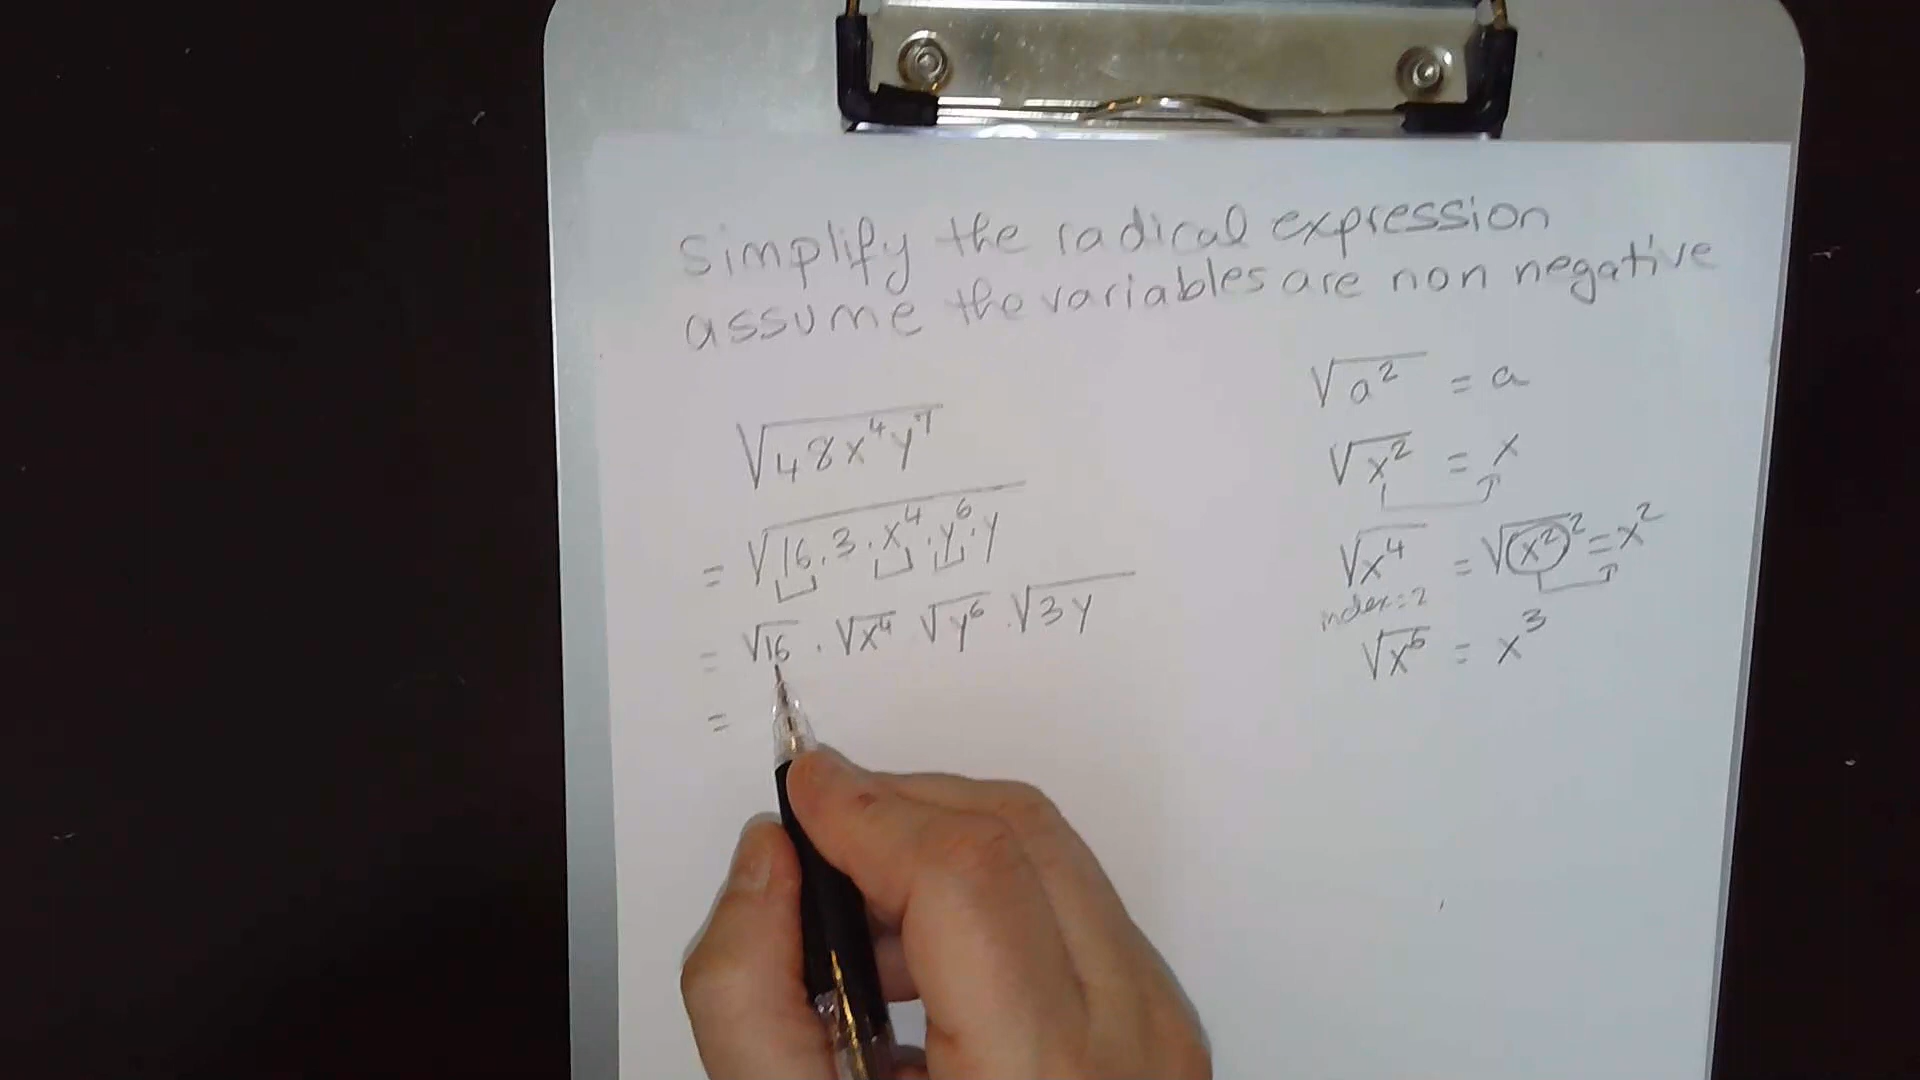 Simplify the radical expression
assume the variables are non negative
√48x⁴y⁷
= √16·3·x⁴·y⁶·y
= √16 · √x⁴ √y⁶ · √3y
=
√a² = a
√x² = x
√x⁴ = √(x²)² = x²
index=2
√x⁶ = x³